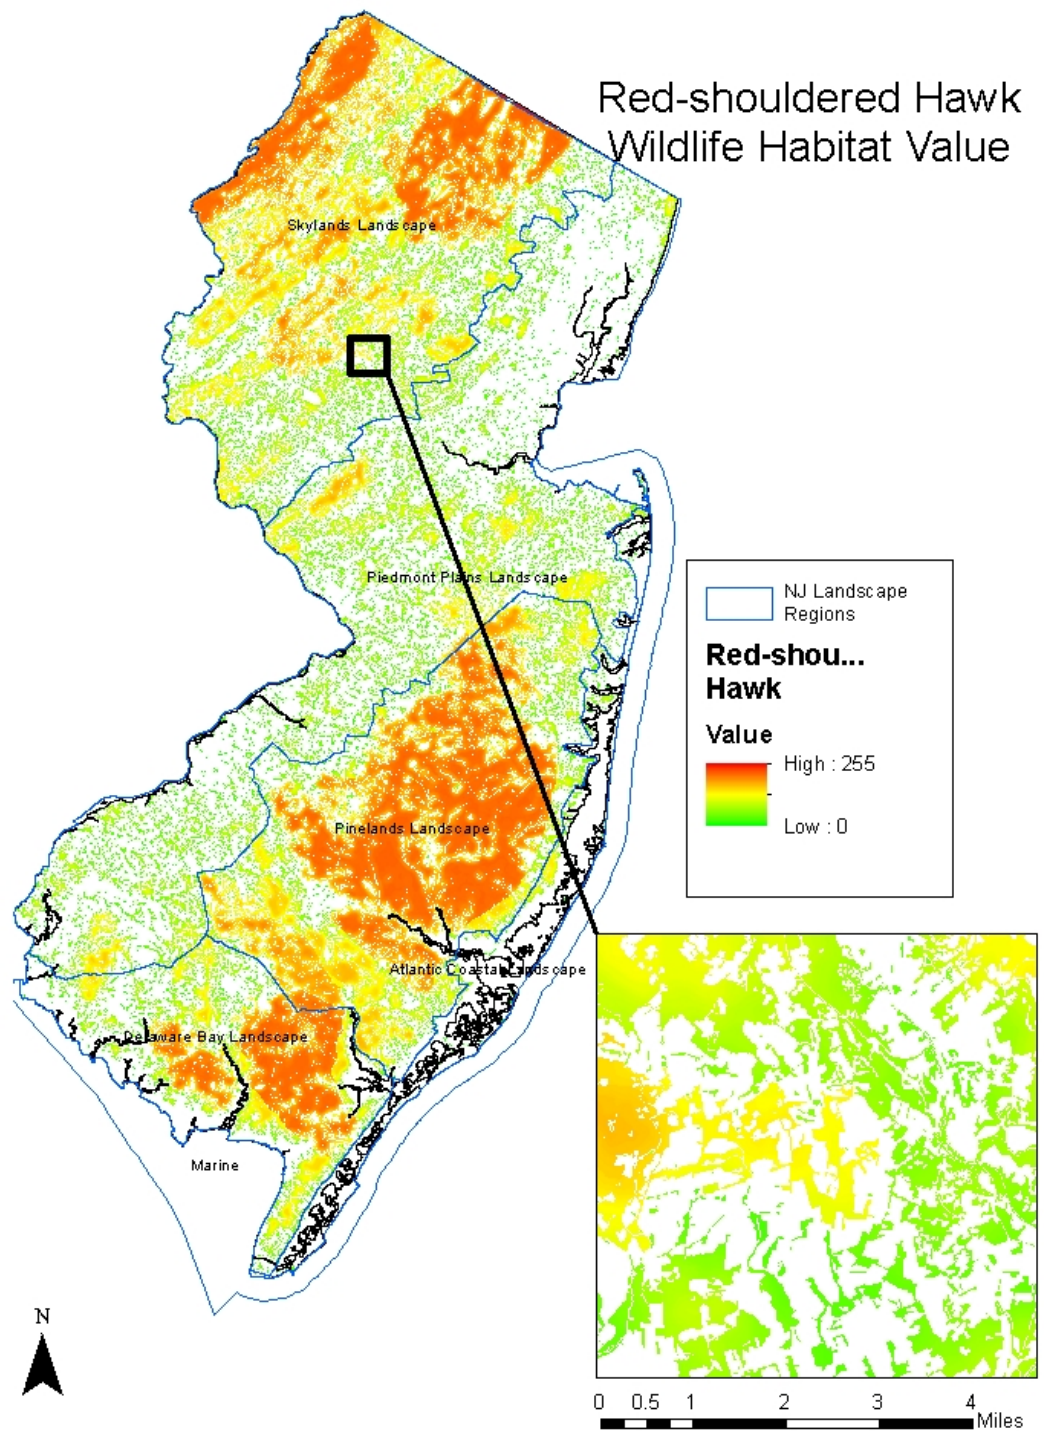 Red-shouldered Hawk
Wildlife Habitat Value
Skylands Landscape
Piedmont Plains Landscape
NJ Landscape
Regions
Red-shou...
Hawk
Value
High : 255
Low : 0
Pinelands Landscape
Atlantic Coastal Landscape
Delaware Bay Landscape
Marine
N
0 0.5 1 2 3 4
Miles